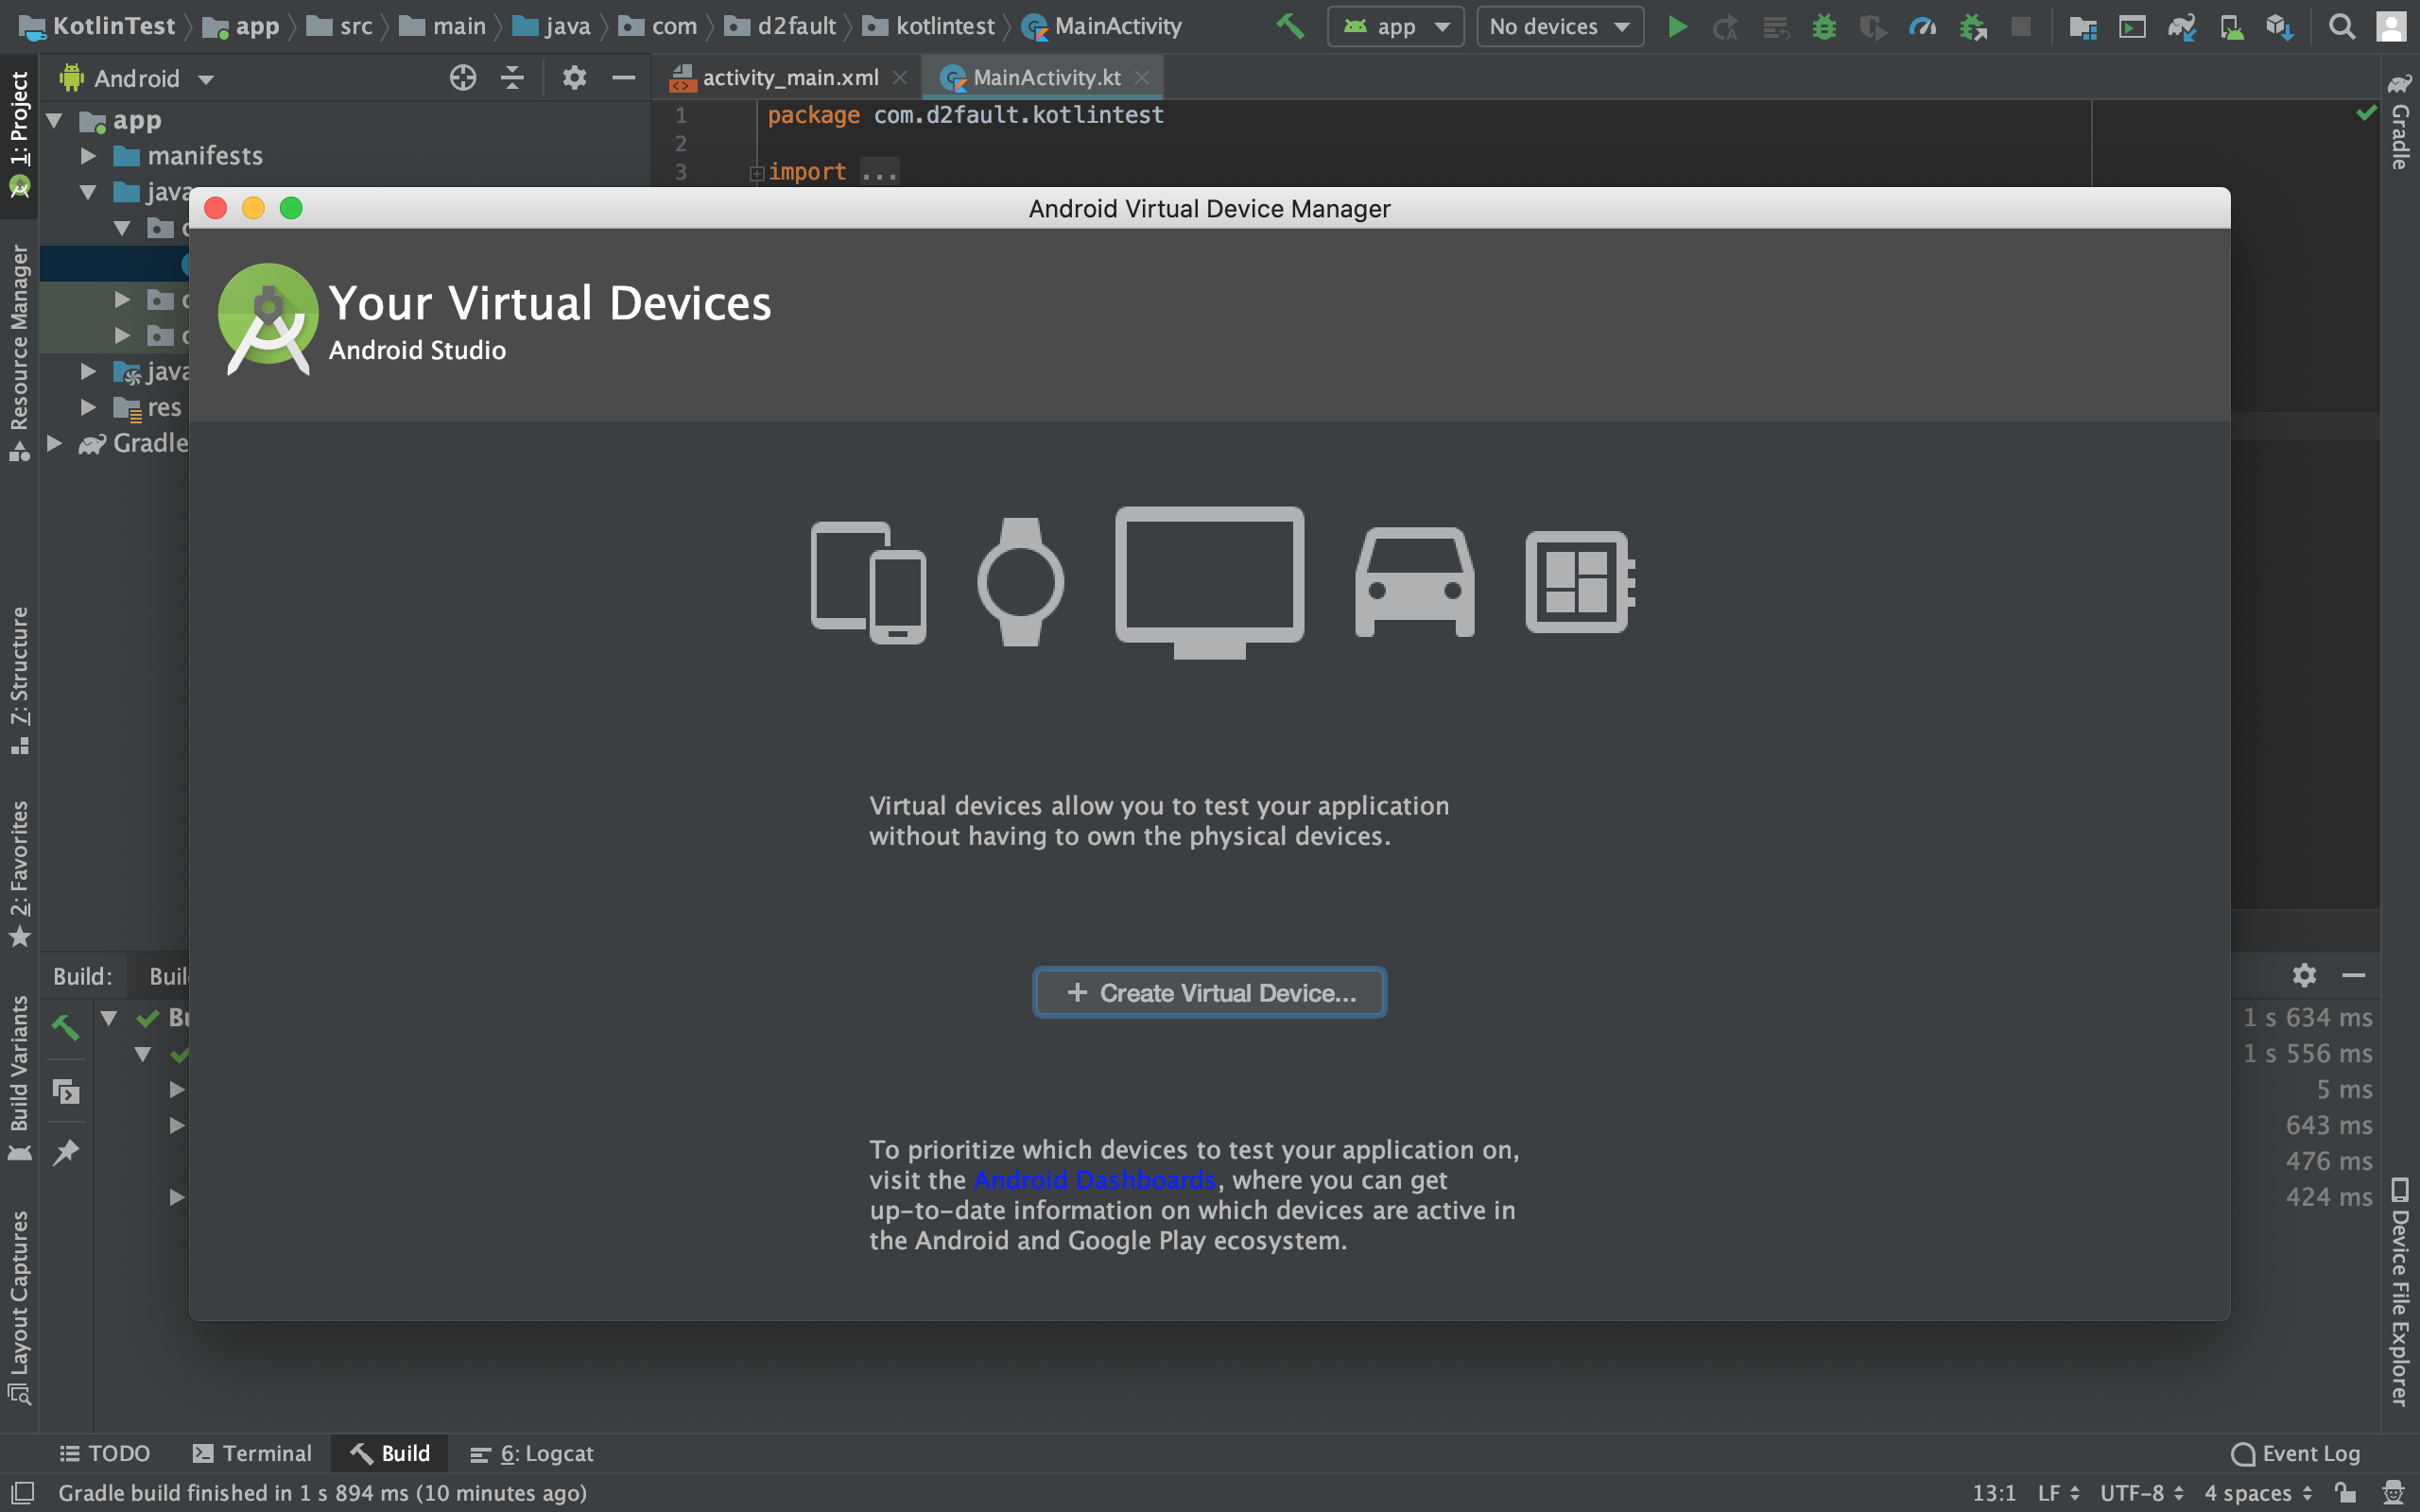 KotlinTest app src main java com d2fault kotlintest MainActivity app No devices
Android
activity_main.xml MainActivity.kt
1: Project
Resource Manager
7: Structure
2: Favorites
Build Variants
Layout Captures
app
manifests
java
java
res
Gradle
1 package com.d2fault.kotlintest
2
3 import ...
Android Virtual Device Manager
Your Virtual Devices
Android Studio
Virtual devices allow you to test your application
without having to own the physical devices.
+ Create Virtual Device...
To prioritize which devices to test your application on,
visit the Android Dashboards, where you can get
up-to-date information on which devices are active in
the Android and Google Play ecosystem.
Gradle
Device File Explorer
Build:
1 s 634 ms
1 s 556 ms
5 ms
643 ms
476 ms
424 ms
TODO Terminal Build 6: Logcat Event Log
Gradle build finished in 1 s 894 ms (10 minutes ago) 13:1 LF UTF-8 4 spaces